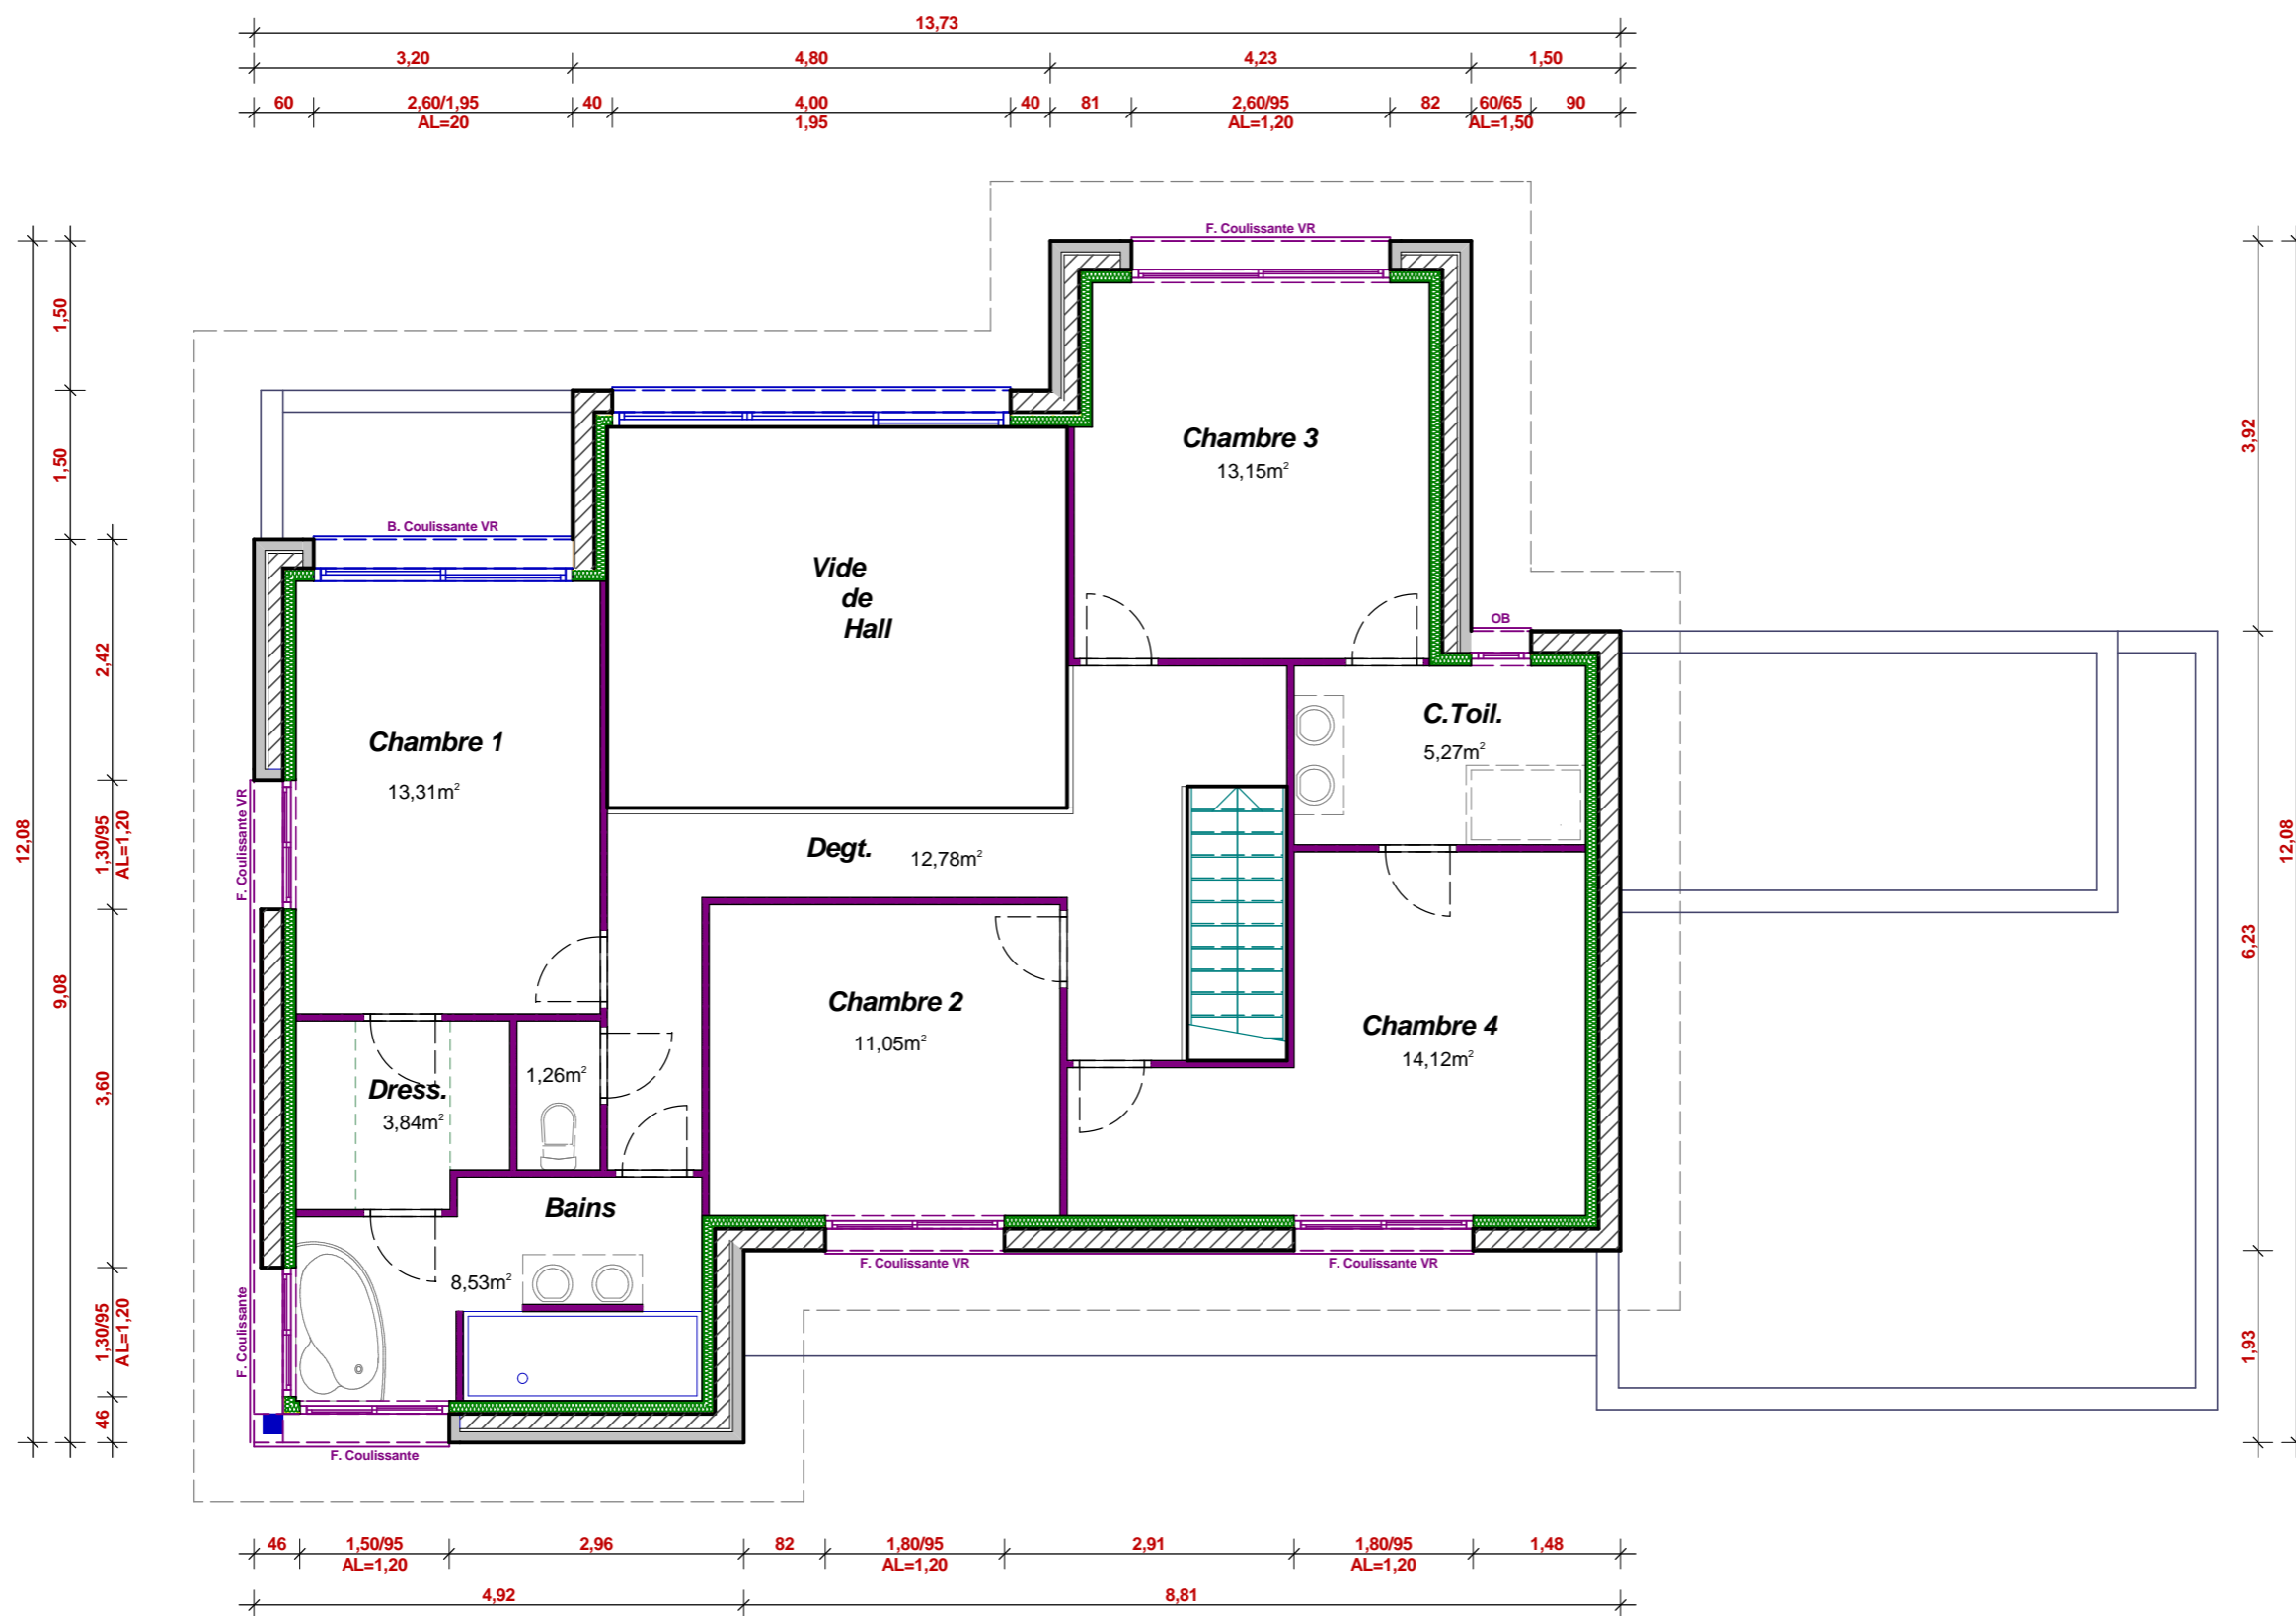 13,73
3,20 4,80 4,23 1,50
60 2,60/1,95 40 4,00 40 81 2,60/95 82 60/65 90
AL=20 1,95 AL=1,20 AL=1,50
F. Coulissante VR
1,50
1,50
3,92
Chambre 3
13,15m²
B. Coulissante VR
Vide
de
Hall
OB
2,42
Chambre 1
13,31m²
C.Toil.
5,27m²
F. Coulissante VR
1,30/95
AL=1,20
12,08
12,08
Degt. 12,78m²
6,23
9,08
Chambre 2
11,05m²
Chambre 4
14,12m²
3,60
1,26m²
Dress.
3,84m²
Bains
8,53m²
F. Coulissante VR
F. Coulissante VR
F. Coulissante
1,30/95
AL=1,20
1,93
46
F. Coulissante
46 1,50/95 2,96 82 1,80/95 2,91 1,80/95 1,48
AL=1,20 AL=1,20 AL=1,20
4,92 8,81